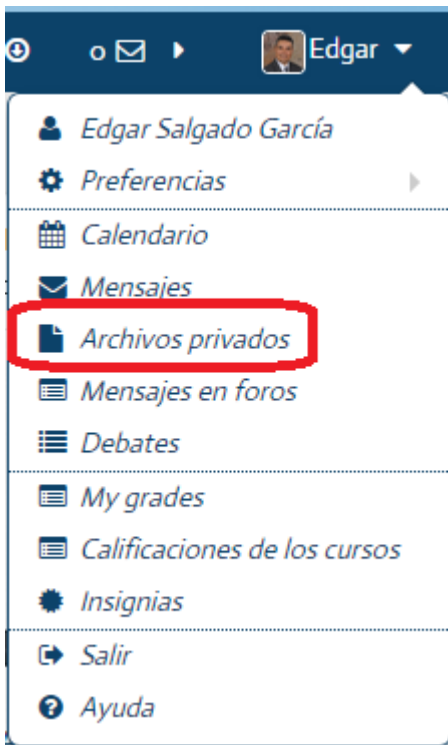 o Edgar
Edgar Salgado García
Preferencias
Calendario
Mensajes
Archivos privados
Mensajes en foros
Debates
My grades
Calificaciones de los cursos
Insignias
Salir
Ayuda